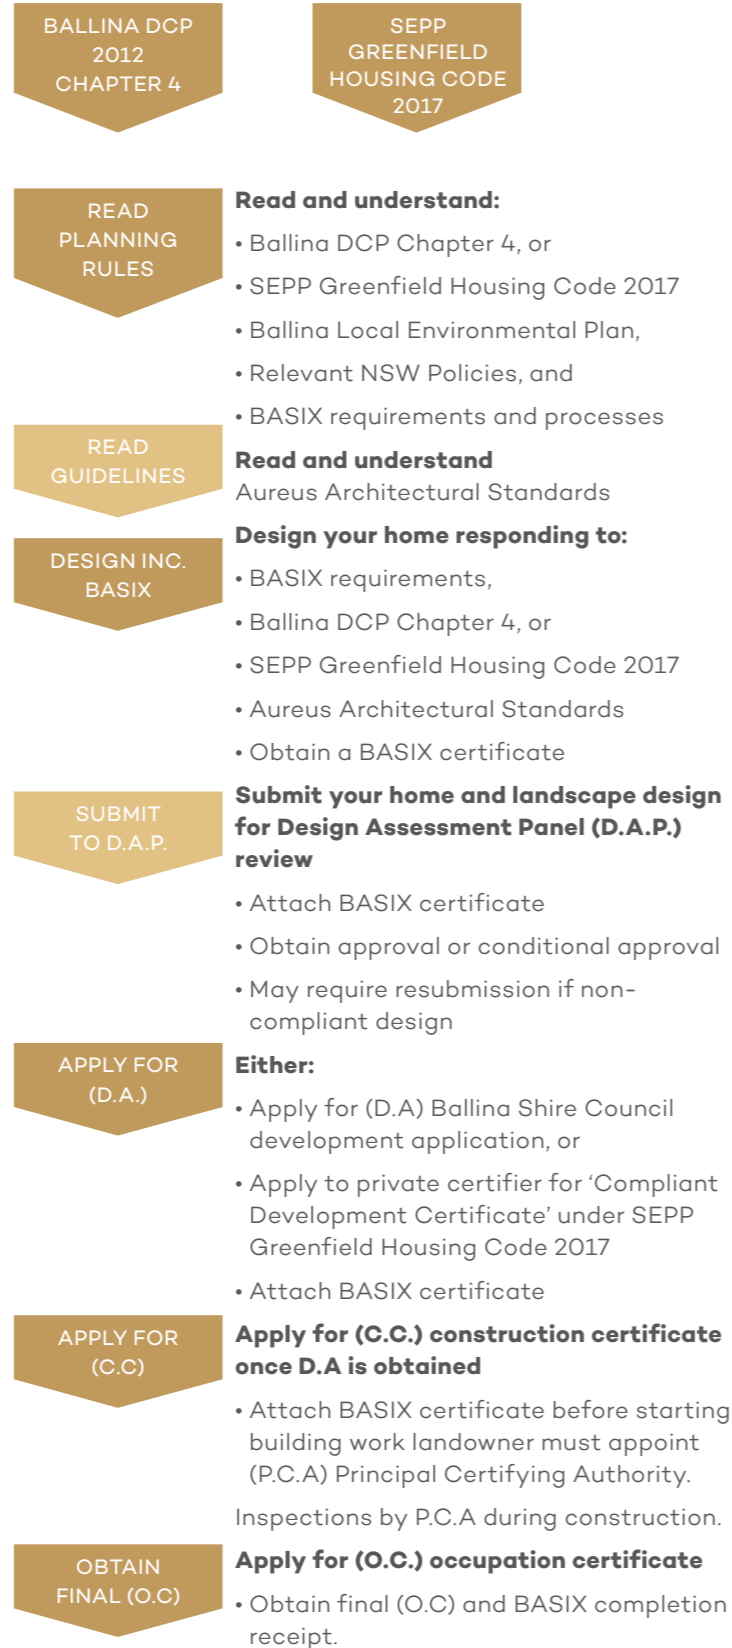 BALLINA DCP
2012
CHAPTER 4
SEPP
GREENFIELD
HOUSING CODE
2017
READ
PLANNING
RULES
Read and understand:
• Ballina DCP Chapter 4, or
• SEPP Greenfield Housing Code 2017
• Ballina Local Environmental Plan,
• Relevant NSW Policies, and
• BASIX requirements and processes
READ
GUIDELINES
Read and understand
Aureus Architectural Standards
DESIGN INC.
BASIX
Design your home responding to:
• BASIX requirements,
• Ballina DCP Chapter 4, or
• SEPP Greenfield Housing Code 2017
• Aureus Architectural Standards
• Obtain a BASIX certificate
SUBMIT
TO D.A.P.
Submit your home and landscape design
for Design Assessment Panel (D.A.P.)
review
• Attach BASIX certificate
• Obtain approval or conditional approval
• May require resubmission if non-
compliant design
APPLY FOR
(D.A.)
Either:
• Apply for (D.A) Ballina Shire Council
development application, or
• Apply to private certifier for ‘Compliant
Development Certificate’ under SEPP
Greenfield Housing Code 2017
• Attach BASIX certificate
APPLY FOR
(C.C)
Apply for (C.C.) construction certificate
once D.A is obtained
• Attach BASIX certificate before starting
building work landowner must appoint
(P.C.A) Principal Certifying Authority.
Inspections by P.C.A during construction.
OBTAIN
FINAL (O.C)
Apply for (O.C.) occupation certificate
• Obtain final (O.C) and BASIX completion
receipt.